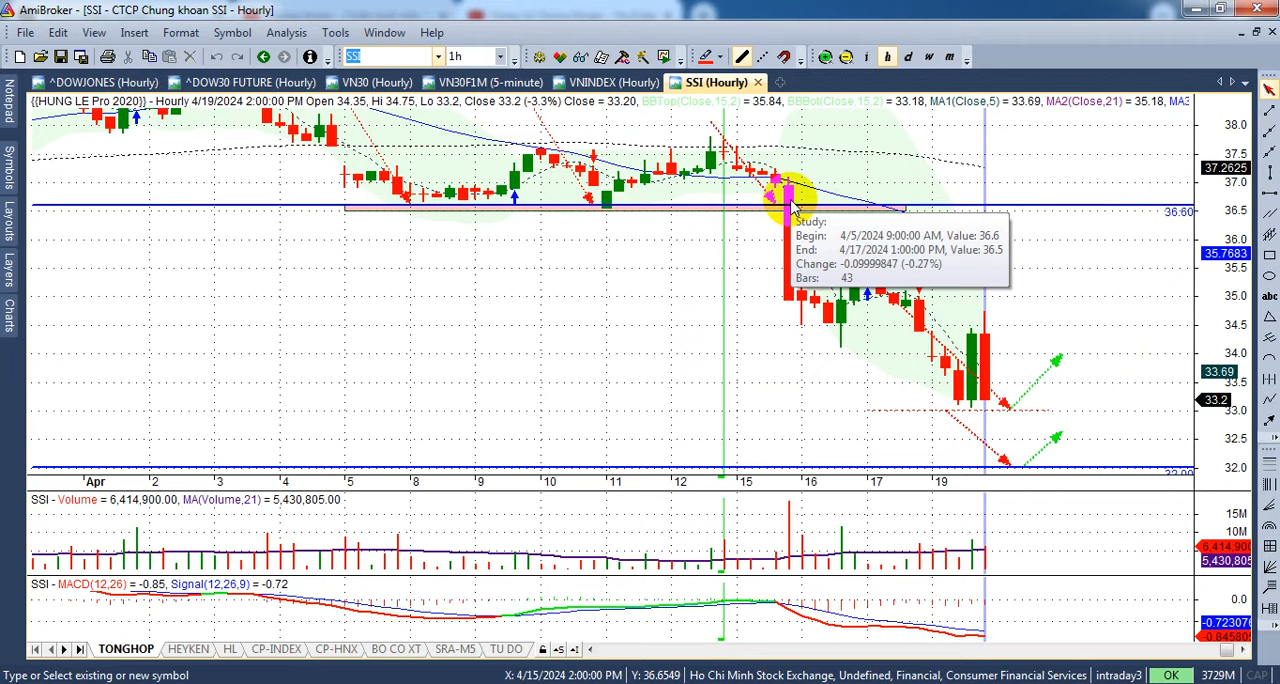 AmiBroker - [SSI - CTCP Chung khoan SSI - Hourly]
File Edit View Insert Format Symbol Analysis Tools Window Help
SSI 1h i h d w m
^DOWJONES (Hourly) ^DOW30 FUTURE (Hourly) VN30 (Hourly) VN30F1M (5-minute) VNINDEX (Hourly) SSI (Hourly)
{{HUNG LE Pro 2020}} - Hourly 4/19/2024 2:00:00 PM Open 34.35, Hi 34.75, Lo 33.2, Close 33.2 (-3.3%) Close = 33.20, BBTop(Close,15,2) = 35.84, BBBot(Close,15,2) = 33.18, MA1(Close,5) = 33.69, MA2(Close,21) = 35.18, MA3
Notepad
Symbols
Layouts
Layers
Charts
abc
38.0
37.5
37.2625
37.0
36.60
36.5
36.0
35.7683
35.5
35.0
34.5
34.0
33.69
33.5
33.2
33.0
32.5
32.0
Study:
Begin: 4/5/2024 9:00:00 AM, Value: 36.6
End: 4/17/2024 1:00:00 PM, Value: 36.5
Change: -0.09999847 (-0.27%)
Bars: 43
Apr 2 3 4 5 8 9 10 11 12 15 16 17 19
SSI - Volume = 6,414,900.00, MA(Volume,21) = 5,430,805.00
15M
10M
6,414,900
5,430,805
SSI - MACD(12,26) = -0.85, Signal(12,26,9) = -0.72
0.0
-0.723076
-0.845805
TONGHOP HEYKEN HL CP-INDEX CP-HNX BO CO XT SRA-M5 TU DO
Type or Select existing or new symbol X: 4/15/2024 2:00:00 PM Y: 36.6549 Ho Chi Minh Stock Exchange, Undefined, Financial, Consumer Financial Services intraday3 OK 3729M CAP